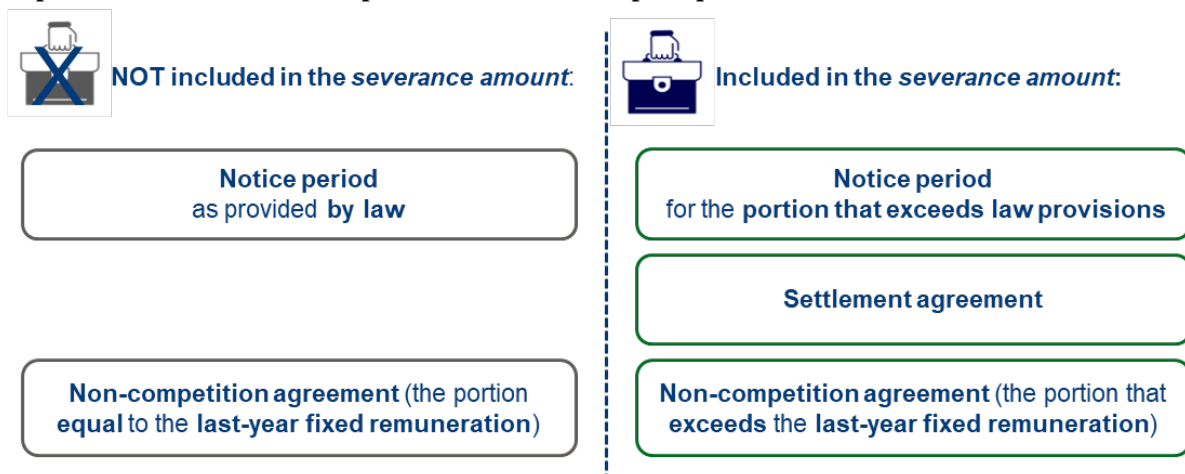 NOT included in the severance amount:
Included in the severance amount:
Notice period
as provided by law
Notice period
for the portion that exceeds law provisions
Settlement agreement
Non-competition agreement (the portion
equal to the last-year fixed remuneration)
Non-competition agreement (the portion that
exceeds the last-year fixed remuneration)